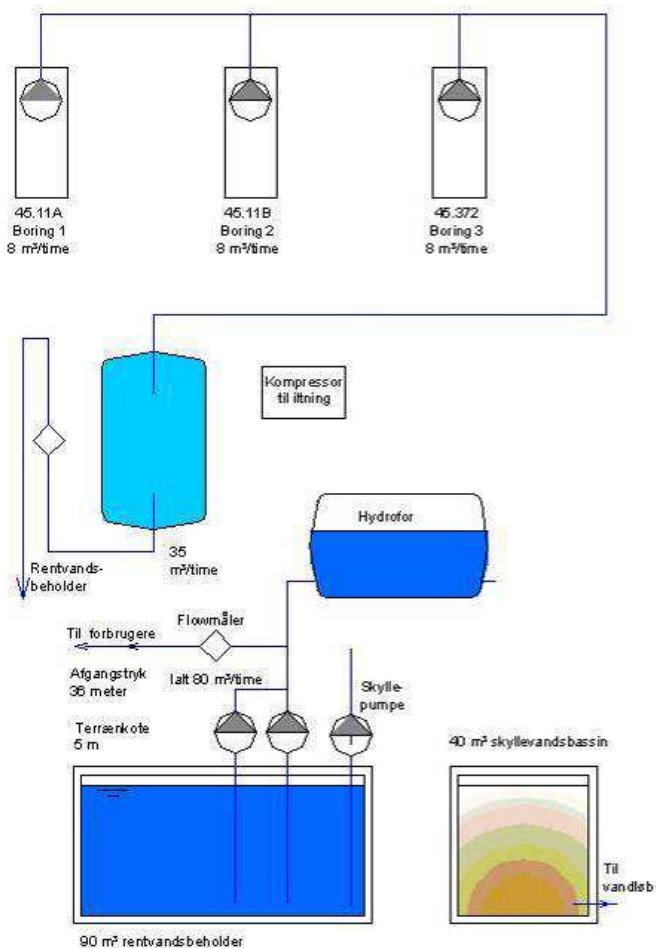 45.11A
Boring 1
8 m³/time
45.11B
Boring 2
8 m³/time
45.372
Boring 3
8 m³/time
Kompressor
til iltning
Hydrofor
35
m³/time
Rentvands-
beholder
Flowmåler
Til forbrugere
Afgangstryk
36 meter
Ialt 80 m³/time
Skylle-
pumpe
Terrænkote
5 m
40 m³ skyllevandsbassin
Til
vandløb
90 m³ rentvandsbeholder